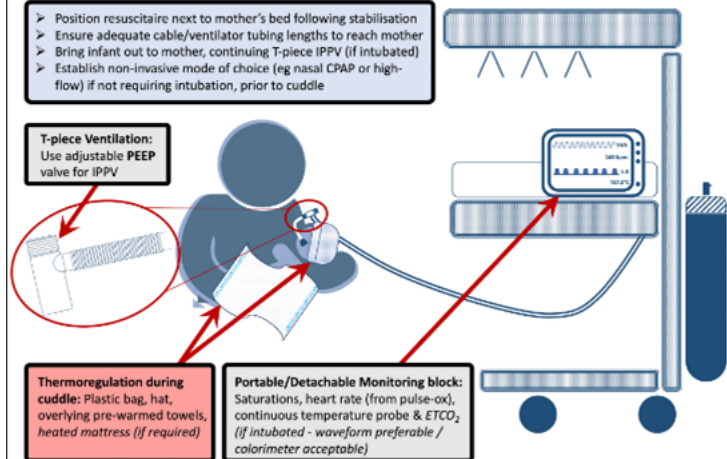 ➤ Position resuscitaire next to mother's bed following stabilisation
➤ Ensure adequate cable/ventilator tubing lengths to reach mother
➤ Bring infant out to mother, continuing T-piece IPPV (if intubated)
➤ Establish non-invasive mode of choice (eg nasal CPAP or high-
flow) if not requiring intubation, prior to cuddle
T-piece Ventilation:
Use adjustable PEEP
valve for IPPV
Thermoregulation during
cuddle: Plastic bag, hat,
overlying pre-warmed towels,
heated mattress (if required)
Portable/Detachable Monitoring block:
Saturations, heart rate (from pulse-ox),
continuous temperature probe & ETCO₂
(if intubated - waveform preferable /
colorimeter acceptable)